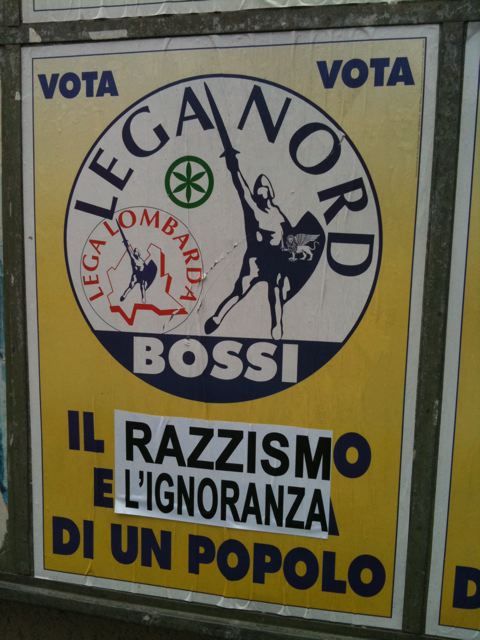 VOTA
VOTA
LEGA NORD
LEGA LOMBARDA
BOSSI
IL RAZZISMO
E L'IGNORANZA
DI UN POPOLO
D